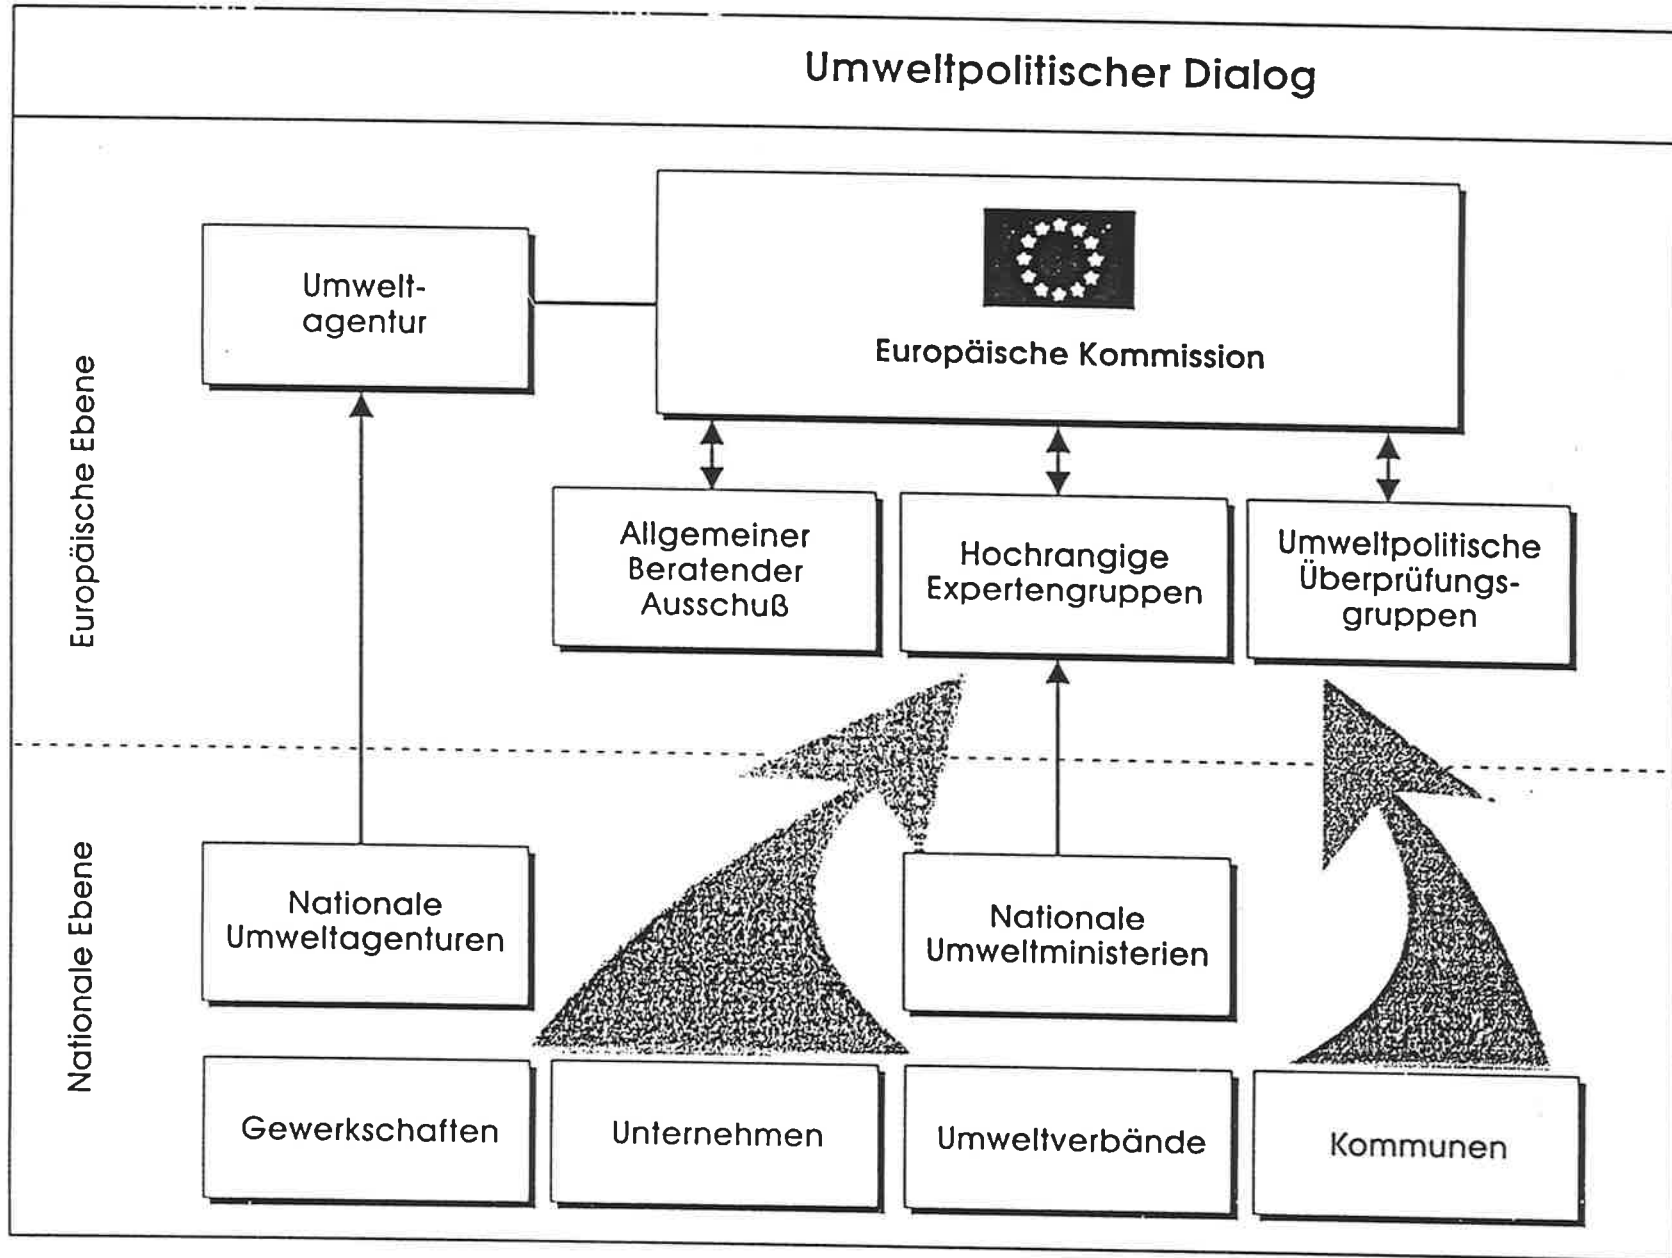 Umweltpolitischer Dialog
Europäische Ebene
Umwelt-
agentur
Europäische Kommission
Allgemeiner
Beratender
Ausschuß
Hochrangige
Expertengruppen
Umweltpolitische
Überprüfungs-
gruppen
Nationale Ebene
Nationale
Umweltagenturen
Nationale
Umweltministerien
Gewerkschaften
Unternehmen
Umweltverbände
Kommunen